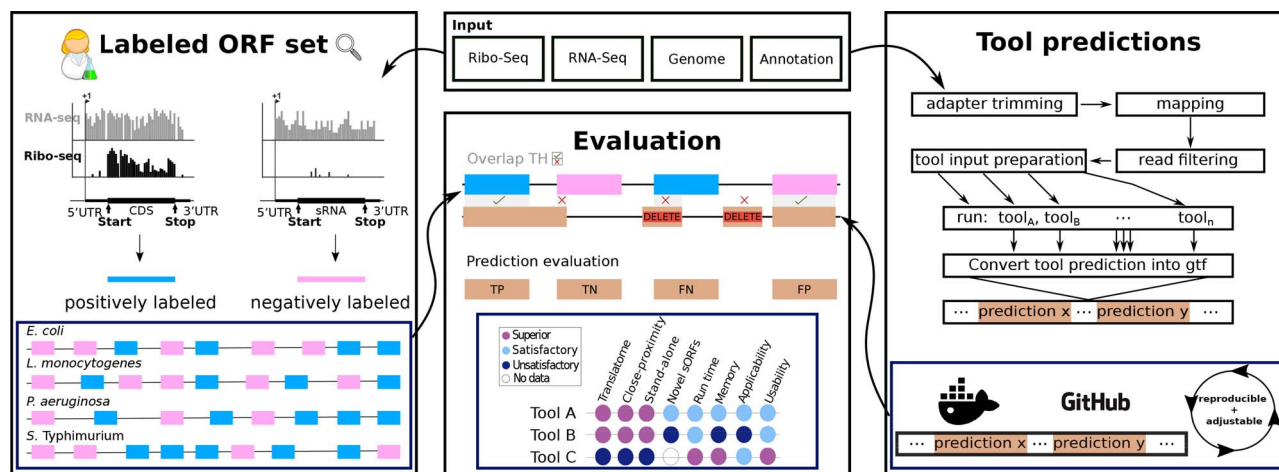 Labeled ORF set
+1
+1
RNA-seq
Ribo-seq
5'UTR CDS 3'UTR
Start Stop
5'UTR sRNA 3'UTR
Start Stop
positively labeled
negatively labeled
E. coli
L. monocytogenes
P. aeruginosa
S. Typhimurium
Input
Ribo-Seq
RNA-Seq
Genome
Annotation
Evaluation
Overlap TH
DELETE
DELETE
Prediction evaluation
TP
TN
FN
FP
Superior
Satisfactory
Unsatisfactory
No data
Translatome
Close-proximity
Stand-alone
Novel sORFs
Run time
Memory
Applicability
Usability
Tool A
Tool B
Tool C
Tool predictions
adapter trimming
mapping
tool input preparation
read filtering
run: toolA, toolB ... tooln
Convert tool prediction into gtf
... prediction x ... prediction y ...
GitHub
reproducible
+
adjustable
... prediction x ... prediction y ...